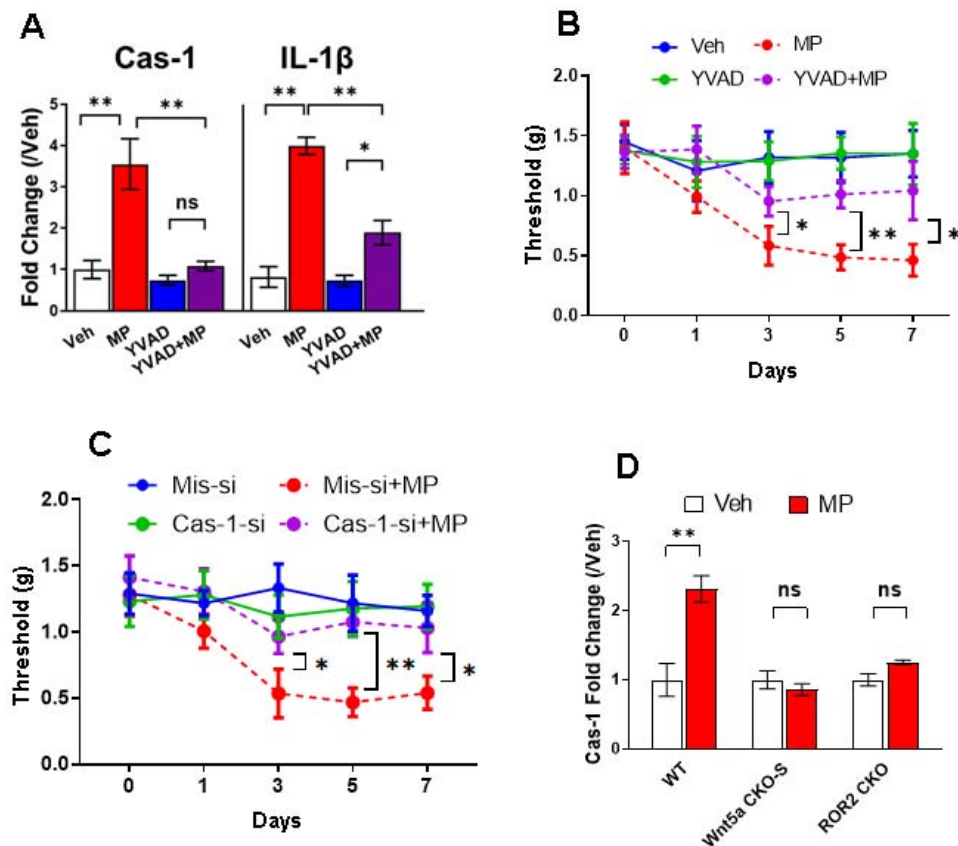 A
Cas-1 IL-1β
** ** ** **
ns *
Fold Change (/Veh)
5
4
3
2
1
0
Veh MP YVAD YVAD+MP Veh MP YVAD YVAD+MP
B
Veh MP
YVAD YVAD+MP
Threshold (g)
2.0
1.5
1.0
0.5
0.0
* ** *
0 1 3 5 7
Days
C
Mis-si Mis-si+MP
Cas-1-si Cas-1-si+MP
Threshold (g)
2.0
1.5
1.0
0.5
0.0
* ** *
0 1 3 5 7
Days
D
Veh MP
Cas-1 Fold Change (/Veh)
3
2
1
0
** ns ns
WT Wnt5a CKO-S ROR2 CKO